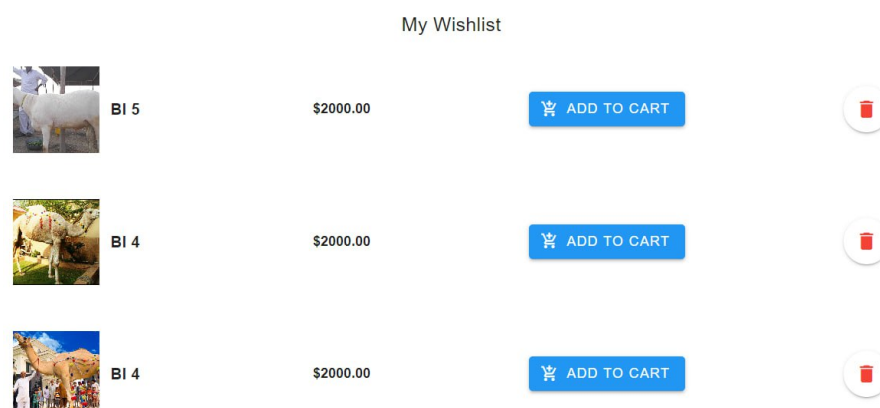 My Wishlist
BI 5 $2000.00 ADD TO CART
BI 4 $2000.00 ADD TO CART
BI 4 $2000.00 ADD TO CART